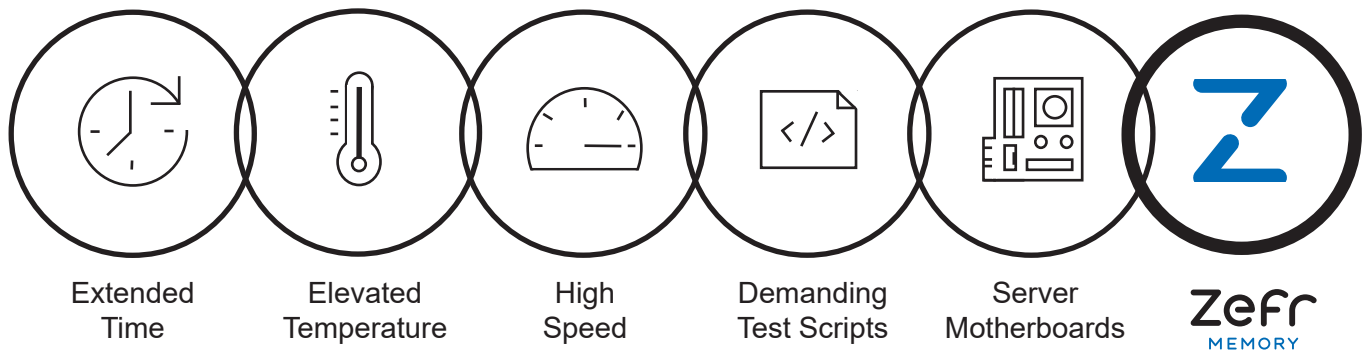 Extended
Time
Elevated
Temperature
High
Speed
Demanding
Test Scripts
Server
Motherboards
Zefr
MEMORY